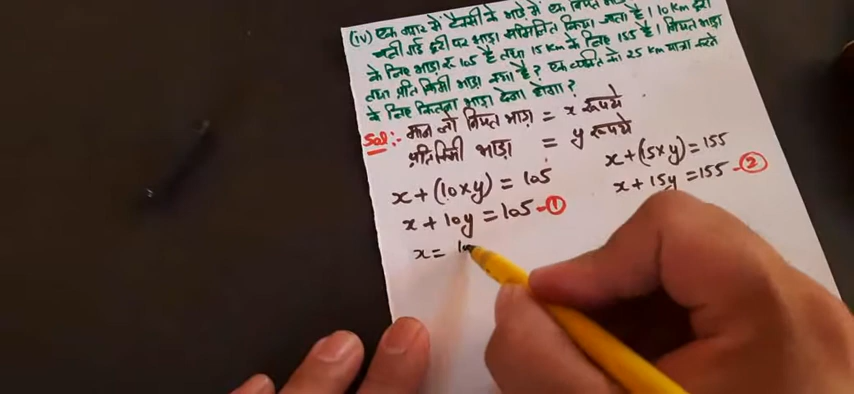 (iv) एक नगर में टैक्सी के भाड़े में एक नियत
चली गई दूरी पर भाड़ा सम्मिलित किया जाता है। 10 Km दूरी
के लिए भाड़ा रु 105 है तथा 15 Km के लिए 155 है। नियत भाड़ा
तथा प्रति किमी भाड़ा क्या है? एक व्यक्ति को 25 Km यात्रा करने
के लिए कितना भाड़ा देना होगा?
Sol:- मान लो नियत भाड़ा = x रूपये
प्रति किमी भाड़ा = y रूपये
x + (10 x y) = 105
x + 10y = 105 - ①
x =
x + (15 x y) = 155
x + 15y = 155 - ②